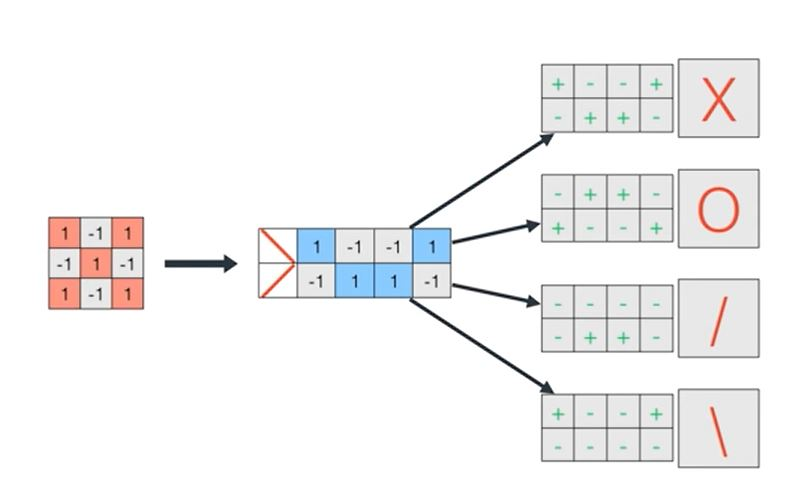 1 -1 1
-1 1 -1
1 -1 1
\ 1 -1 -1 1
/ -1 1 1 -1
+ - - +
- + + -
X
- + + -
+ - - +
O
- - - -
- + + -
/
+ - - +
- - - -
\